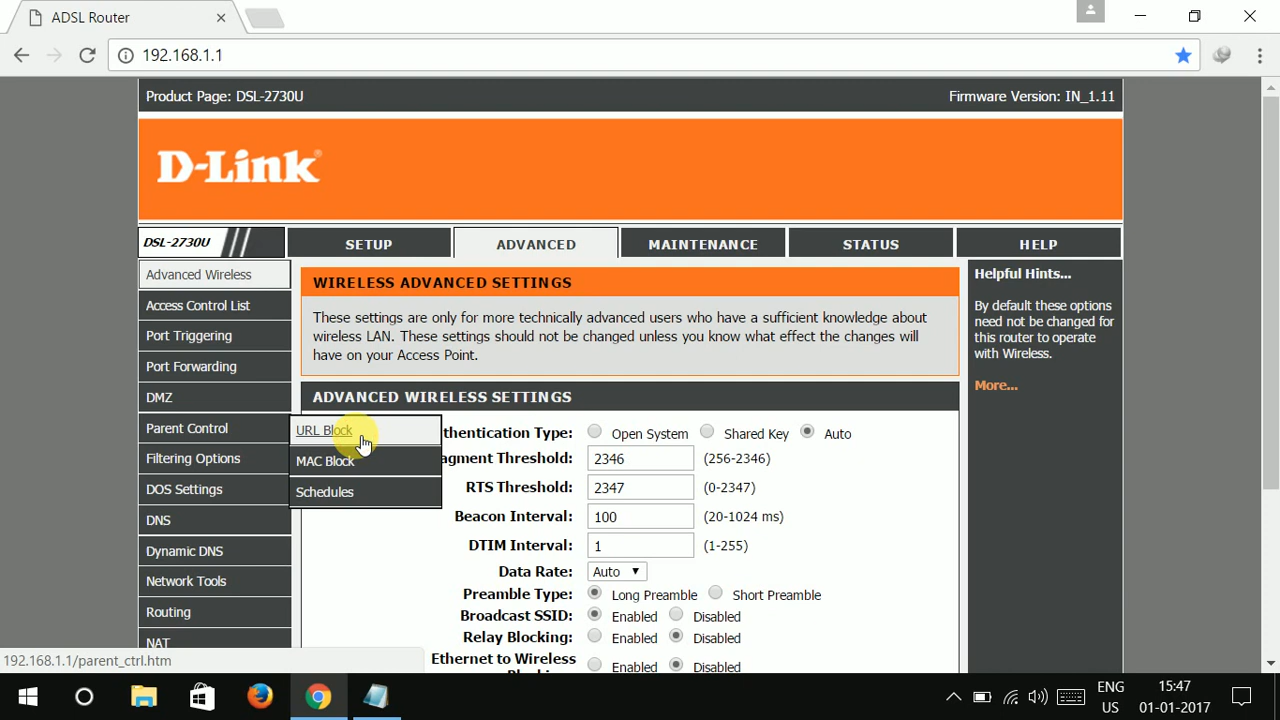 ADSL Router
192.168.1.1
Product Page: DSL-2730U
Firmware Version: IN_1.11
D-Link
DSL-2730U
SETUP
ADVANCED
MAINTENANCE
STATUS
HELP
Advanced Wireless
Access Control List
Port Triggering
Port Forwarding
DMZ
Parent Control
Filtering Options
DOS Settings
DNS
Dynamic DNS
Network Tools
Routing
NAT
URL Block
MAC Block
Schedules
WIRELESS ADVANCED SETTINGS
These settings are only for more technically advanced users who have a sufficient knowledge about
wireless LAN. These settings should not be changed unless you know what effect the changes will
have on your Access Point.
ADVANCED WIRELESS SETTINGS
thentication Type: Open System Shared Key Auto
agment Threshold: 2346 (256-2346)
RTS Threshold: 2347 (0-2347)
Beacon Interval: 100 (20-1024 ms)
DTIM Interval: 1 (1-255)
Data Rate: Auto
Preamble Type: Long Preamble Short Preamble
Broadcast SSID: Enabled Disabled
Relay Blocking: Enabled Disabled
Ethernet to Wireless Enabled Disabled
Helpful Hints...
By default these options
need not be changed for
this router to operate
with Wireless.
More...
192.168.1.1/parent_ctrl.htm
ENG
US
15:47
01-01-2017